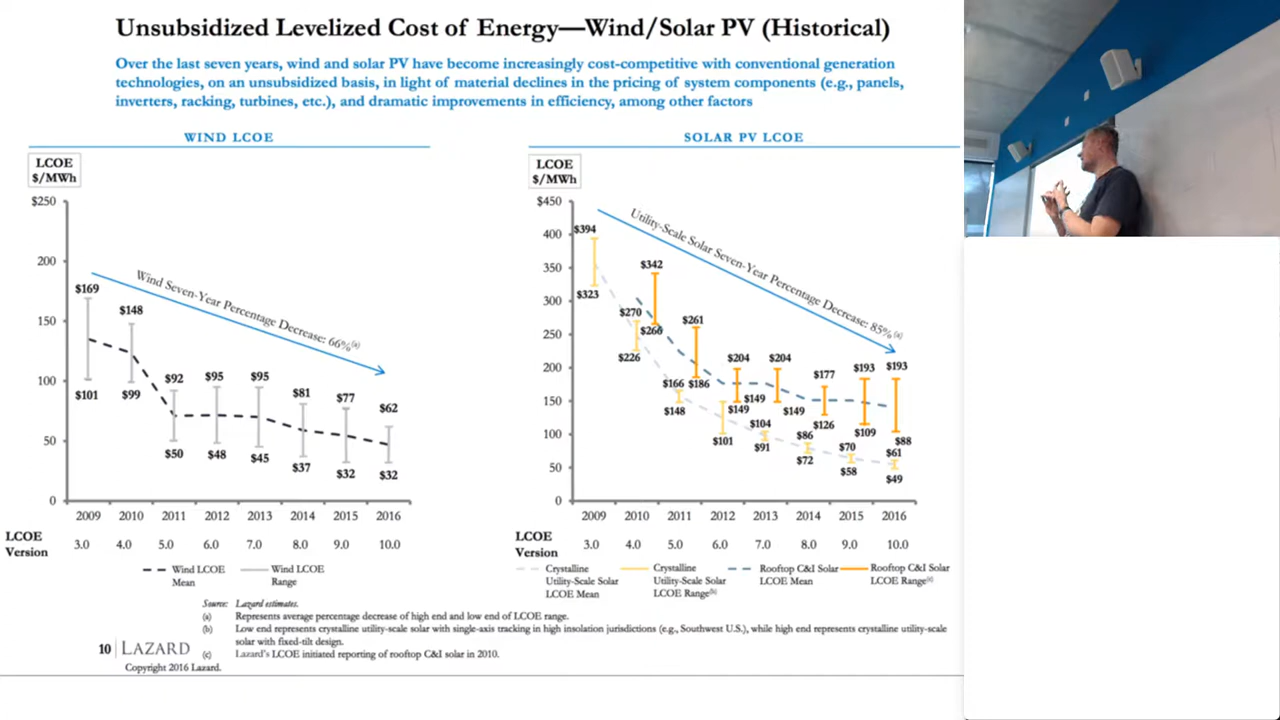 Unsubsidized Levelized Cost of Energy—Wind/Solar PV (Historical)
Over the last seven years, wind and solar PV have become increasingly cost-competitive with conventional generation
technologies, on an unsubsidized basis, in light of material declines in the pricing of system components (e.g., panels,
inverters, racking, turbines, etc.), and dramatic improvements in efficiency, among other factors
WIND LCOE
LCOE
$/MWh
$250
200
150
100
50
0
Wind Seven-Year Percentage Decrease: 66%(a)
$169
$148
$92
$95
$95
$81
$77
$62
$101
$99
$50
$48
$45
$37
$32
$32
2009 2010 2011 2012 2013 2014 2015 2016
LCOE
Version
3.0 4.0 5.0 6.0 7.0 8.0 9.0 10.0
Wind LCOE
Mean
Wind LCOE
Range
SOLAR PV LCOE
LCOE
$/MWh
$450
400
350
300
250
200
150
100
50
0
Utility-Scale Solar Seven-Year Percentage Decrease: 85%(a)
$394
$323
$342
$270
$266
$226
$261
$166 $186
$148
$204
$149
$101
$204
$149
$149
$104
$91
$177
$126
$86
$72
$193
$109
$70
$58
$193
$88
$61
$49
2009 2010 2011 2012 2013 2014 2015 2016
LCOE
Version
3.0 4.0 5.0 6.0 7.0 8.0 9.0 10.0
Crystalline
Utility-Scale Solar
LCOE Mean
Crystalline
Utility-Scale Solar
LCOE Range(b)
Rooftop C&I Solar
LCOE Mean
Rooftop C&I Solar
LCOE Range(c)
Source: Lazard estimates.
(a) Represents average percentage decrease of high end and low end of LCOE range.
(b) Low end represents crystalline utility-scale solar with single-axis tracking in high insolation jurisdictions (e.g., Southwest U.S.), while high end represents crystalline utility-scale
solar with fixed-tilt design.
(c) Lazard's LCOE initiated reporting of rooftop C&I solar in 2010.
10 LAZARD
Copyright 2016 Lazard.